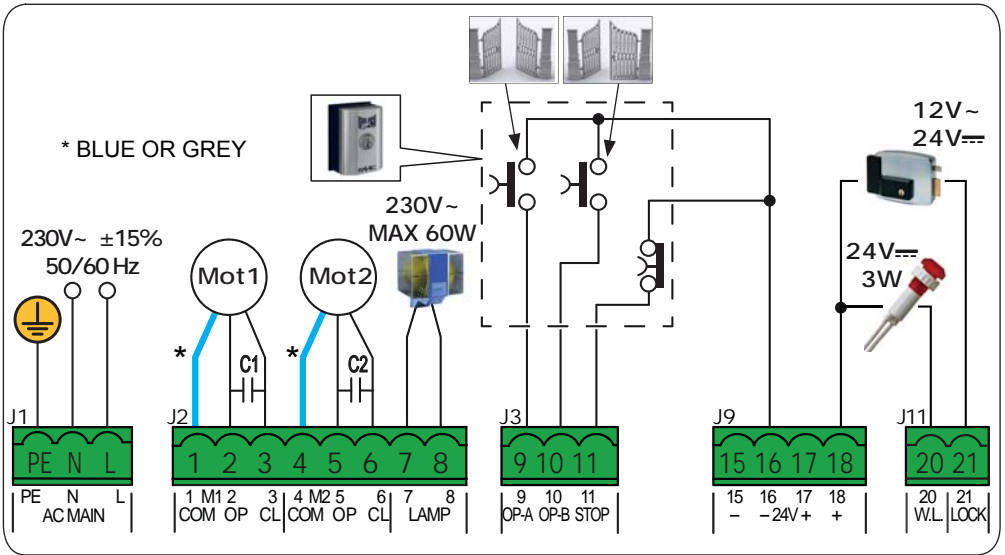 * BLUE OR GREY
12V~
24V⎓
230V~ ±15%
50/60 Hz
230V~
MAX 60W
24V⎓
3W
Mot1
Mot2
*
*
C1
C2
J1
J2
J3
J9
J11
PE N L
1 2 3 4 5 6 7 8
9 10 11
15 16 17 18
20 21
PE N L
AC MAIN
1 M1 2 3 4 M2 5 6 7 8
COM OP CL COM OP CL LAMP
9 10 11
OP-A OP-B STOP
15 16 17 18
– –24V+ +
20 21
W.L. LOCK